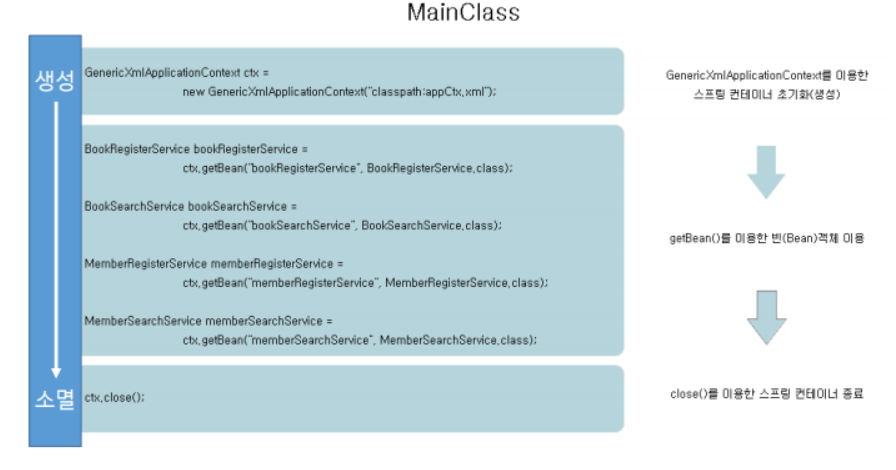 MainClass
생성
GenericXmlApplicationContext ctx =
new GenericXmlApplicationContext("classpath:appCtx.xml");
GenericXmlApplicationContext를 이용한
스프링 컨테이너 초기화(생성)
BookRegisterService bookRegisterService =
ctx.getBean("bookRegisterService", BookRegisterService.class);
BookSearchService bookSearchService =
ctx.getBean("bookSearchService", BookSearchService.class);
MemberRegisterService memberRegisterService =
ctx.getBean("memberRegisterService", MemberRegisterService.class);
MemberSearchService memberSearchService =
ctx.getBean("memberSearchService", MemberSearchService.class);
getBean()를 이용한 빈(Bean)객체 이용
소멸
ctx.close();
close()를 이용한 스프링 컨테이너 종료